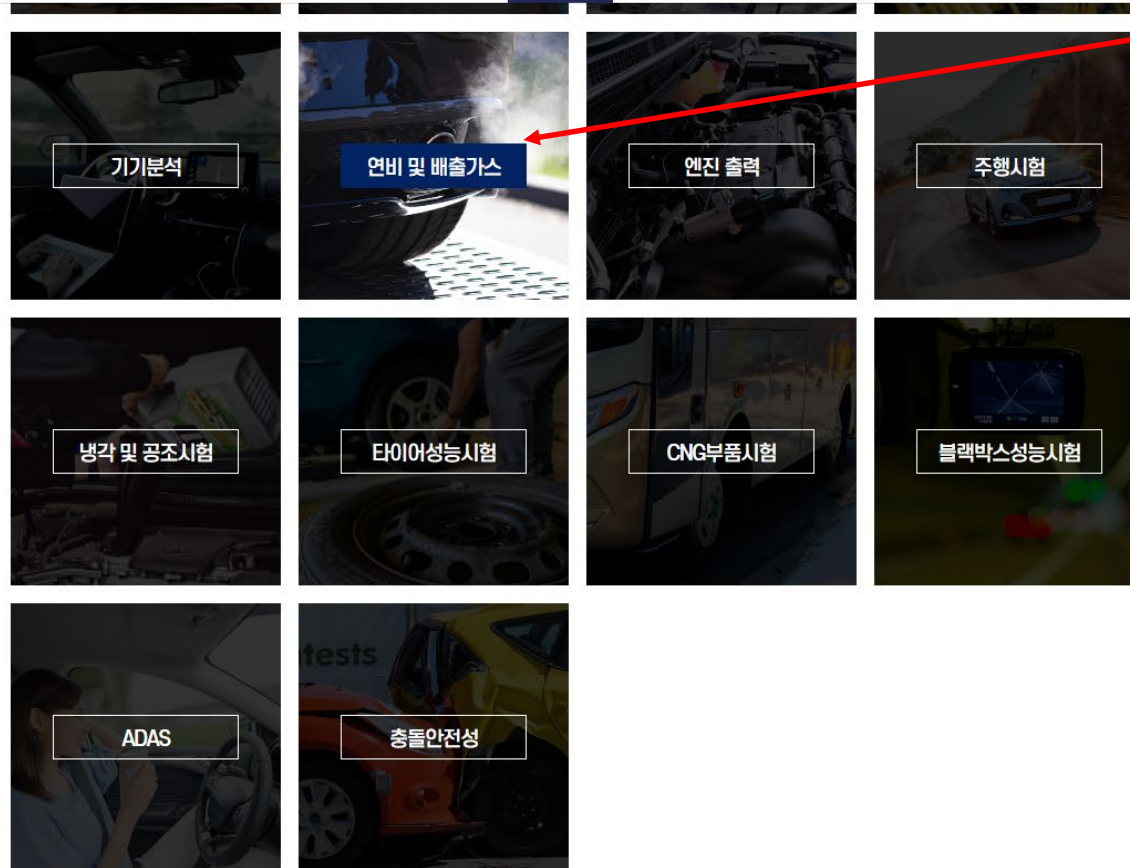 기기분석
연비 및 배출가스
엔진 출력
주행시험
냉각 및 공조시험
타이어성능시험
CNG부품시험
블랙박스성능시험
ADAS
충돌안전성
tests